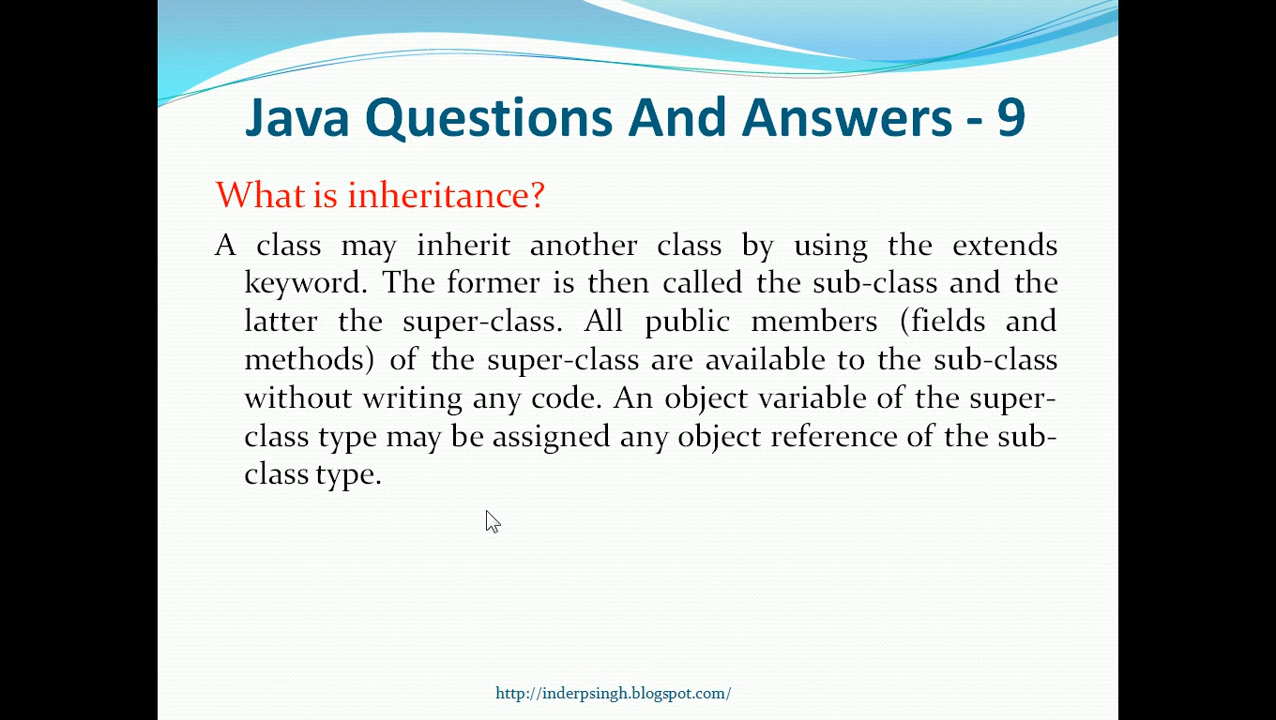 Java Questions And Answers - 9
What is inheritance?
A class may inherit another class by using the extends
keyword. The former is then called the sub-class and the
latter the super-class. All public members (fields and
methods) of the super-class are available to the sub-class
without writing any code. An object variable of the super-
class type may be assigned any object reference of the sub-
class type.
http://inderpsingh.blogspot.com/